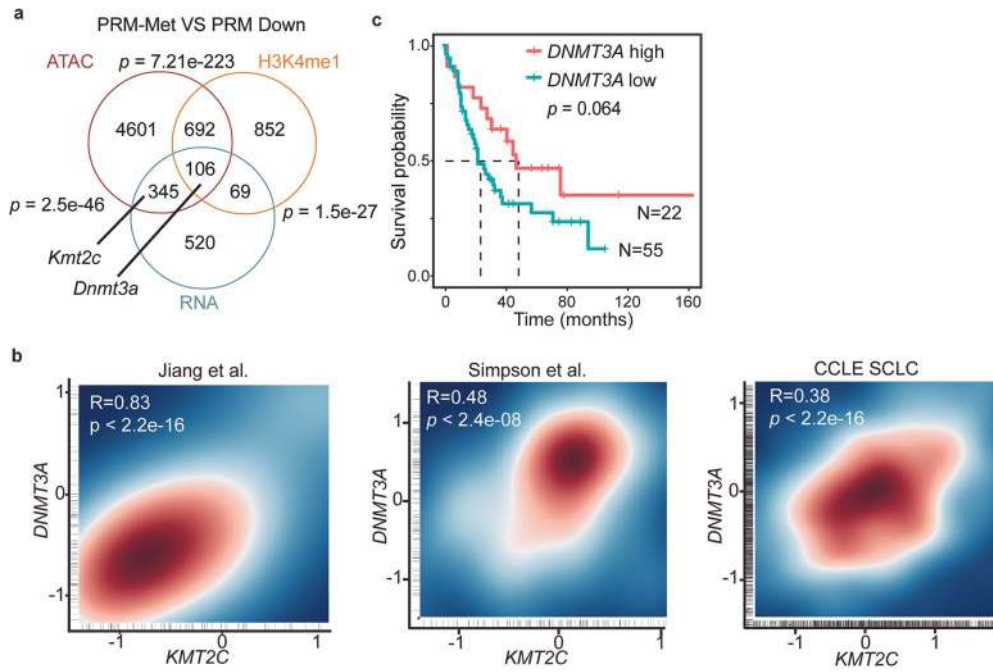 a
PRM-Met VS PRM Down
ATAC
p = 7.21e-223
H3K4me1
4601
692
852
106
345
69
p = 2.5e-46
p = 1.5e-27
Kmt2c
520
Dnmt3a
RNA
c
Survival probability
1.0
0.5
0.0
DNMT3A high
DNMT3A low
p = 0.064
N=22
N=55
0
40
80
120
160
Time (months)
b
Jiang et al.
R=0.83
p < 2.2e-16
DNMT3A
1
0
-1
-1
0
1
KMT2C
Simpson et al.
R=0.48
p < 2.4e-08
DNMT3A
1
0
-1
-1
0
1
KMT2C
CCLE SCLC
R=0.38
p < 2.2e-16
DNMT3A
1
0
-1
-1
0
1
KMT2C